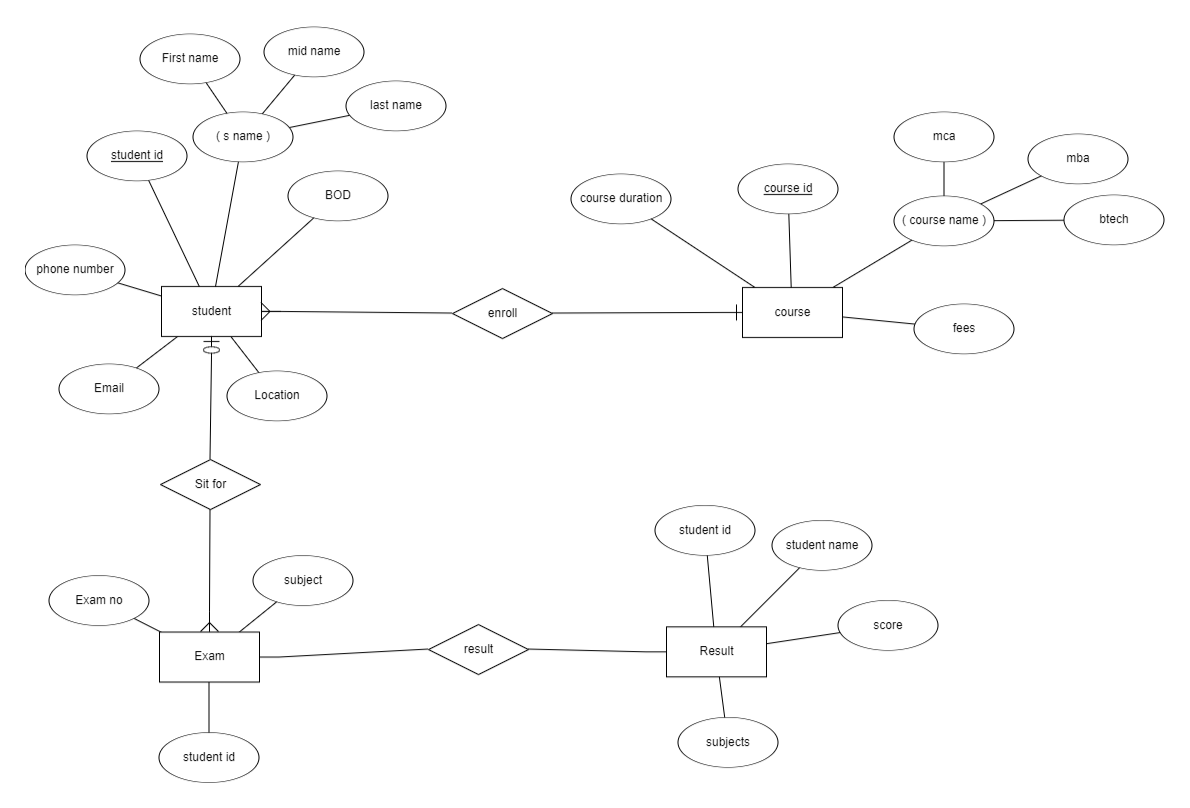 First name
mid name
last name
( s name )
student id
BOD
phone number
student
Email
Location
enroll
course duration
course id
mca
mba
( course name )
btech
course
fees
Sit for
Exam no
subject
Exam
student id
result
student id
student name
score
Result
subjects